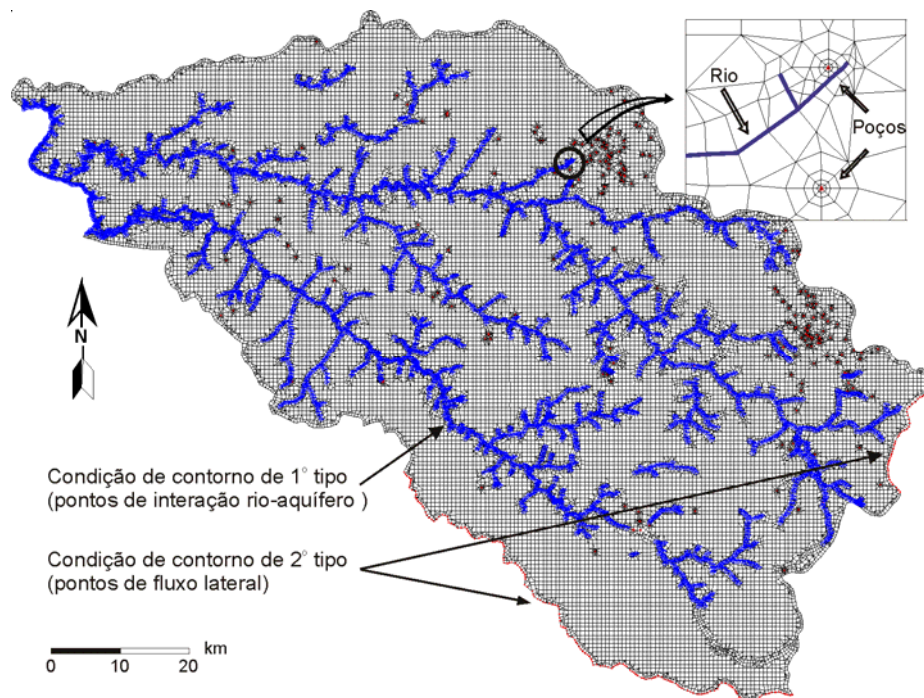 Rio
Poços
N
Condição de contorno de 1° tipo
(pontos de interação rio-aquífero )
Condição de contorno de 2° tipo
(pontos de fluxo lateral)
km
0 10 20